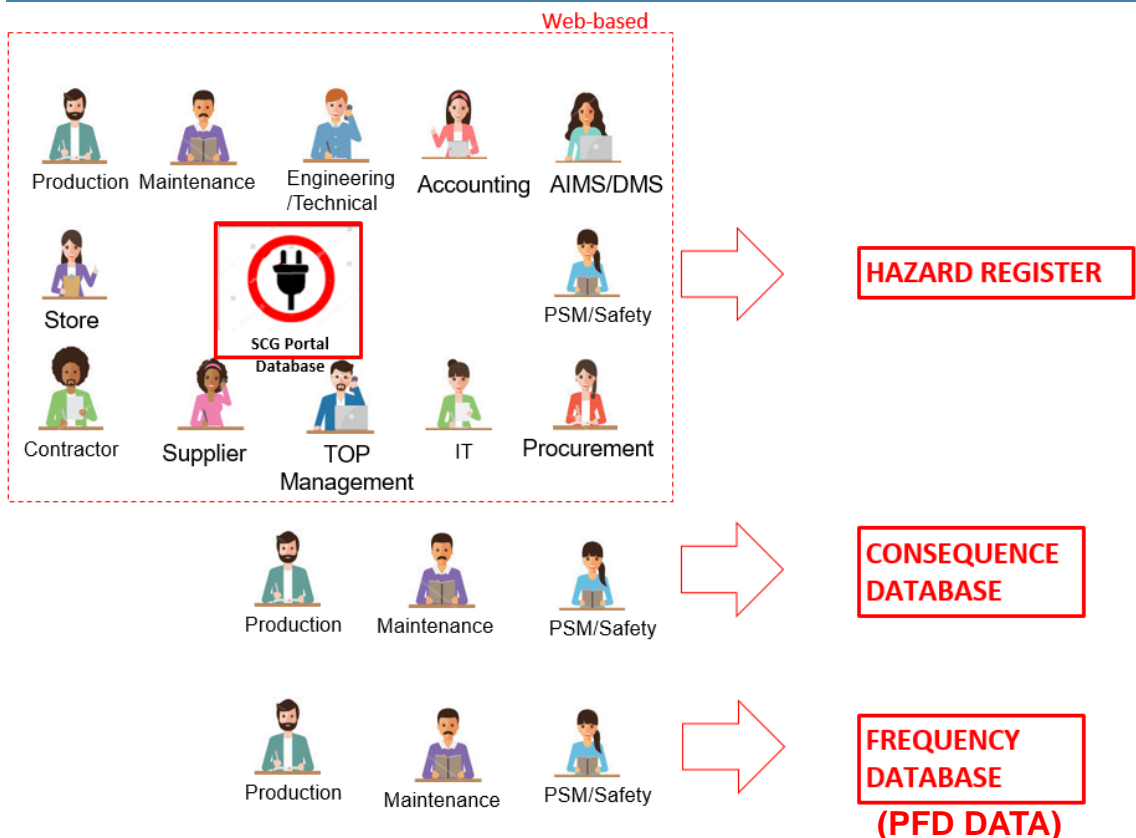 Web-based
Production Maintenance Engineering
/Technical
Accounting AIMS/DMS
Store
SCG Portal
Database
PSM/Safety
HAZARD REGISTER
Contractor Supplier TOP
Management
IT Procurement
Production Maintenance PSM/Safety
CONSEQUENCE
DATABASE
Production Maintenance PSM/Safety
FREQUENCY
DATABASE
(PFD DATA)